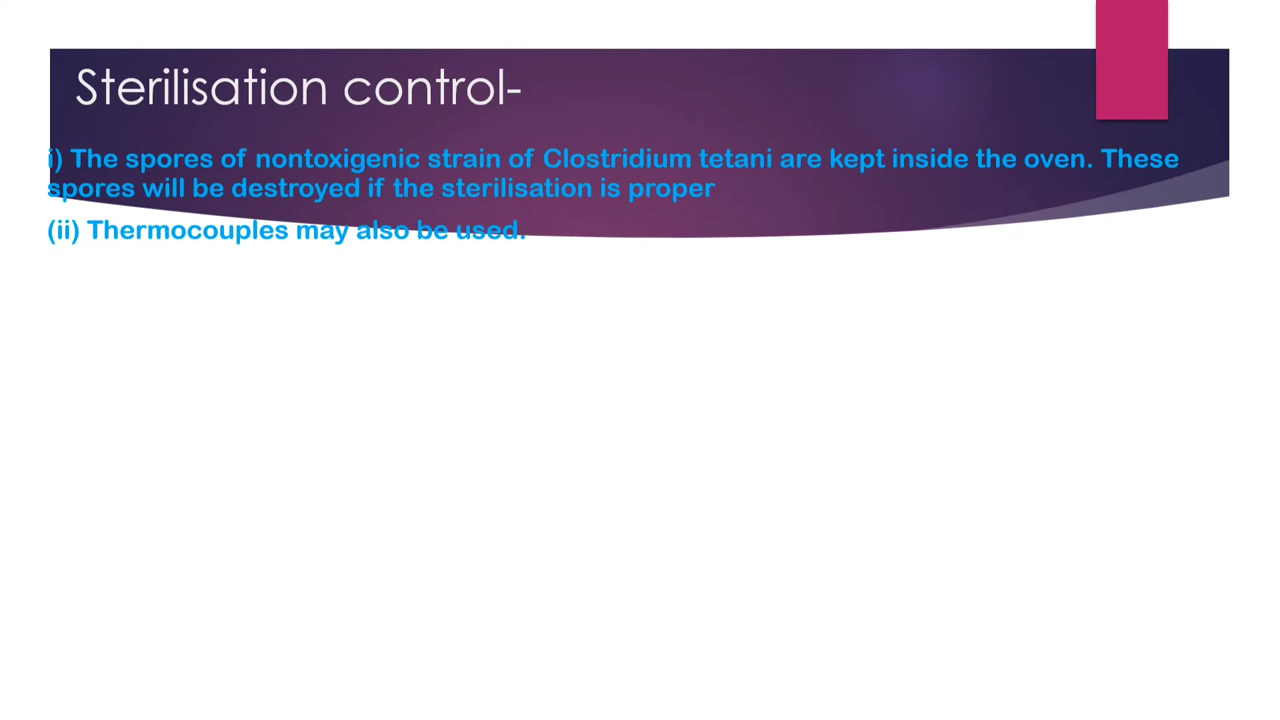 Sterilisation control-
i) The spores of nontoxigenic strain of Clostridium tetani are kept inside the oven. These
spores will be destroyed if the sterilisation is proper
(ii) Thermocouples may also be used.